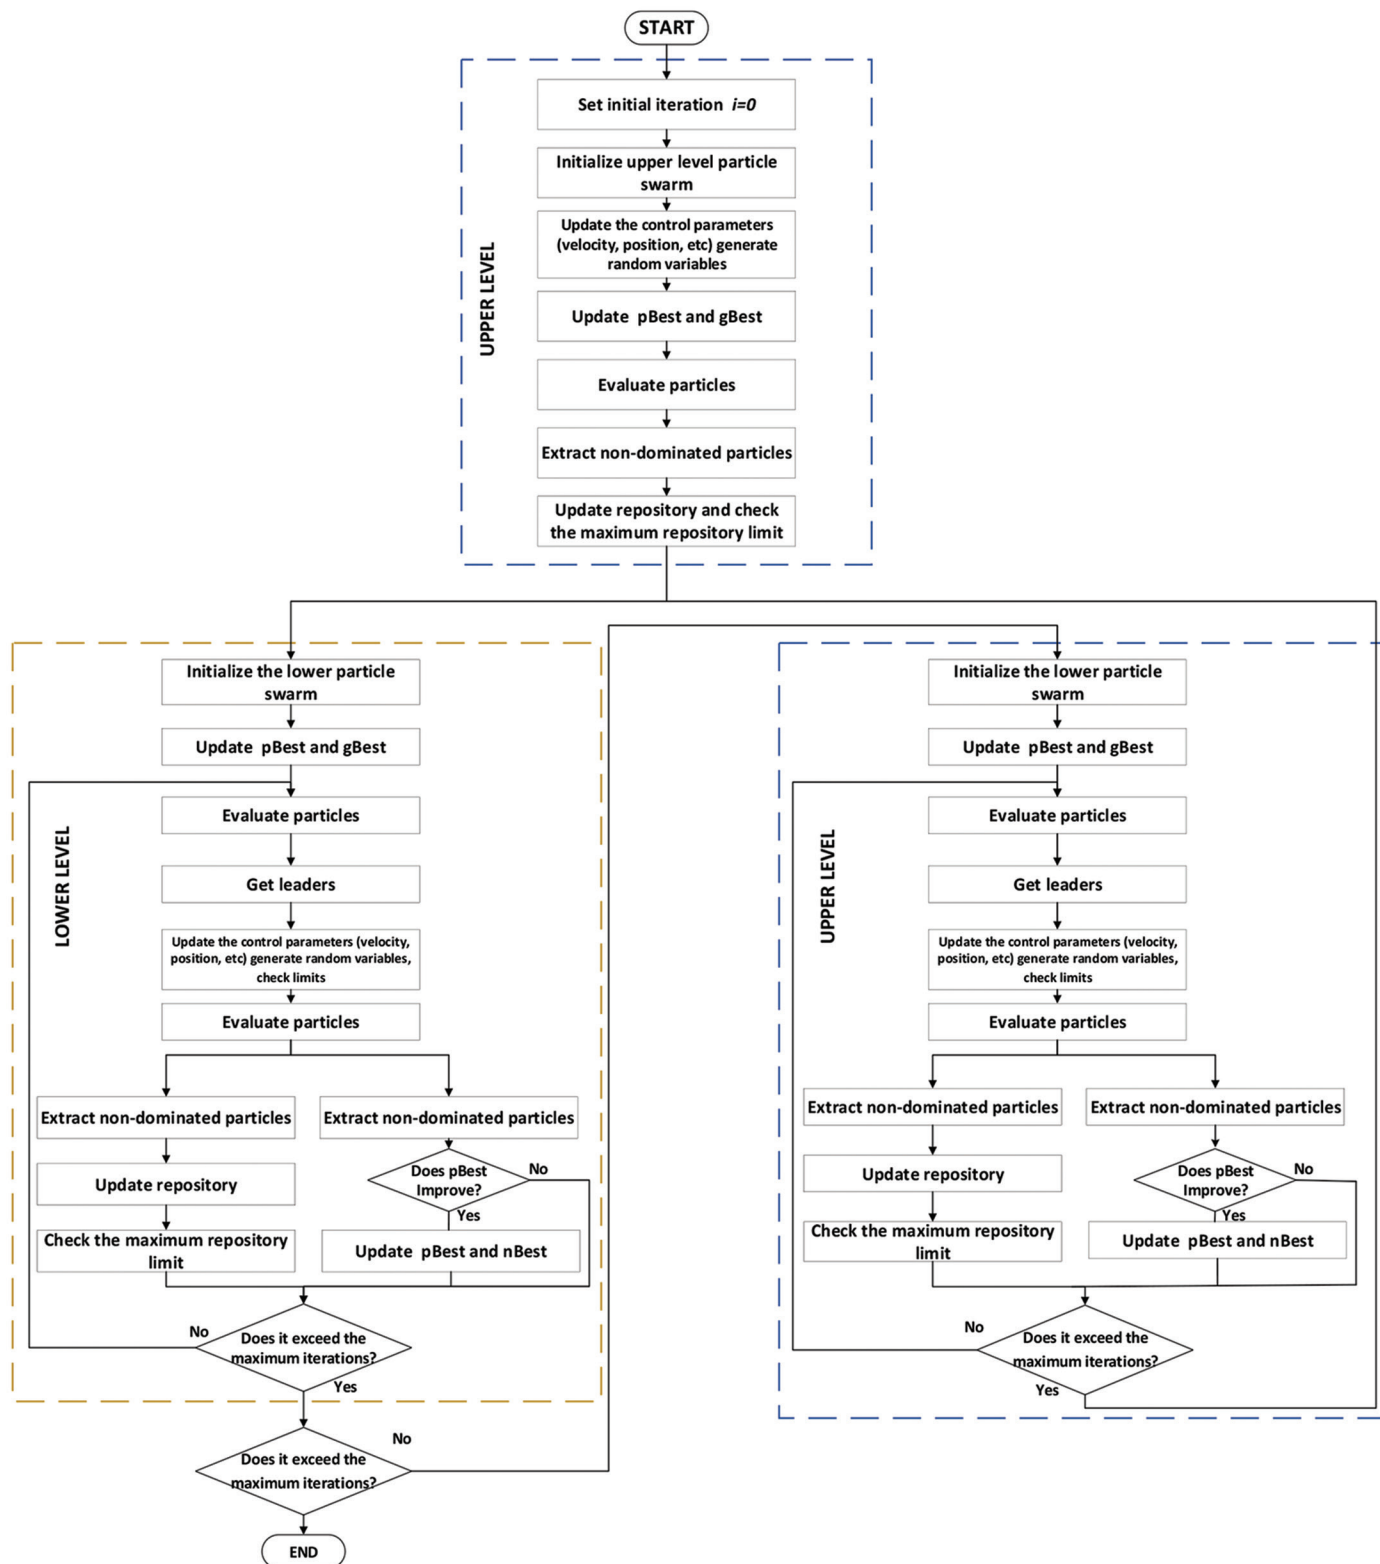 START
Set initial iteration i=0
Initialize upper level particle
swarm
Update the control parameters
(velocity, position, etc) generate
random variables
UPPER LEVEL
Update pBest and gBest
Evaluate particles
Extract non-dominated particles
Update repository and check
the maximum repository limit
Initialize the lower particle
swarm
Update pBest and gBest
Evaluate particles
LOWER LEVEL
Get leaders
Update the control parameters (velocity,
position, etc) generate random variables,
check limits
Evaluate particles
Extract non-dominated particles
Extract non-dominated particles
Update repository
Does pBest
Improve?
No
Yes
Check the maximum repository
limit
Update pBest and nBest
No
Does it exceed the
maximum iterations?
Yes
No
Does it exceed the
maximum iterations?
END
Initialize the lower particle
swarm
Update pBest and gBest
Evaluate particles
UPPER LEVEL
Get leaders
Update the control parameters (velocity,
position, etc) generate random variables,
check limits
Evaluate particles
Extract non-dominated particles
Extract non-dominated particles
Update repository
Does pBest
Improve?
No
Yes
Check the maximum repository
limit
Update pBest and nBest
No
Does it exceed the
maximum iterations?
Yes